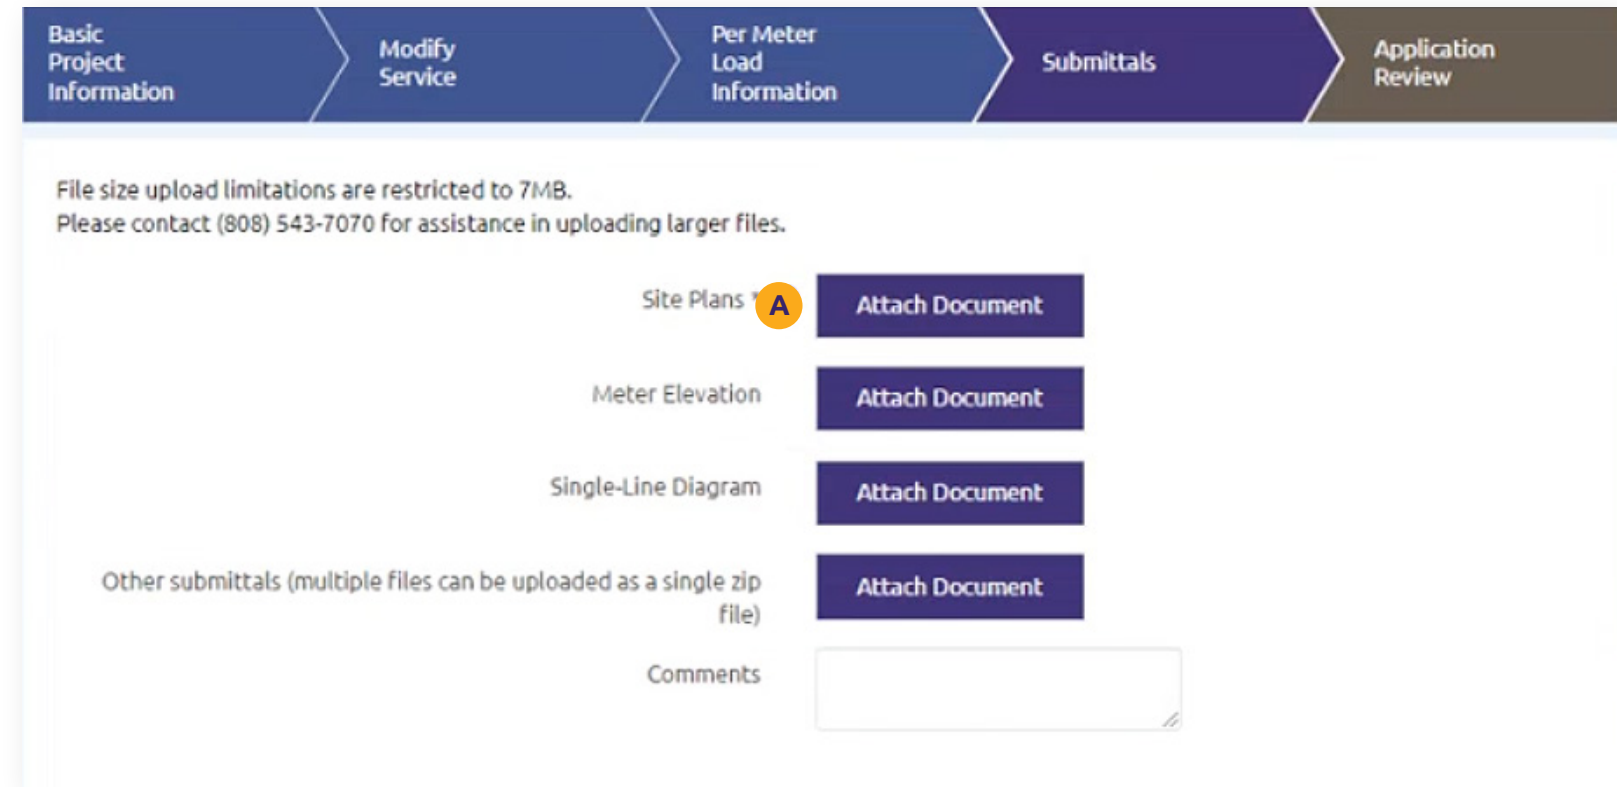 Basic
Project
Information
Modify
Service
Per Meter
Load
Information
Submittals
Application
Review
File size upload limitations are restricted to 7MB.
Please contact (808) 543-7070 for assistance in uploading larger files.
Site Plans * A Attach Document
Meter Elevation Attach Document
Single-Line Diagram Attach Document
Other submittals (multiple files can be uploaded as a single zip
file)
Attach Document
Comments